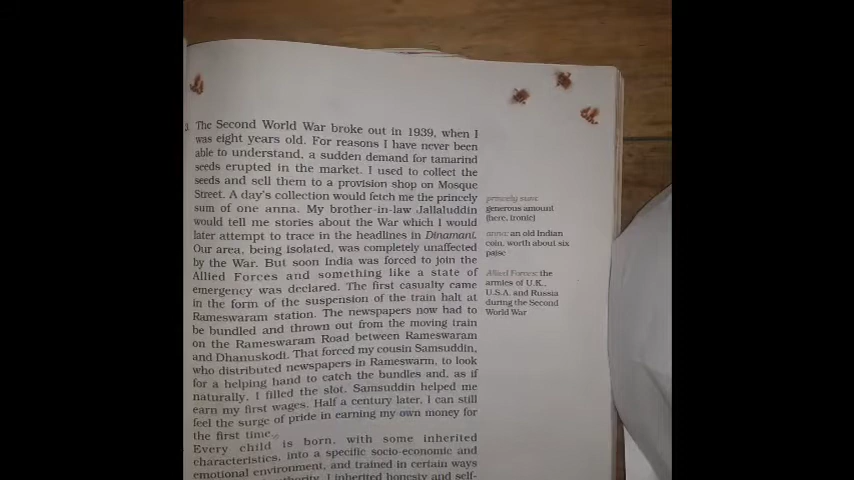 3 The Second World War broke out in 1939, when I
was eight years old. For reasons I have never been
able to understand, a sudden demand for tamarind
seeds erupted in the market. I used to collect the
seeds and sell them to a provision shop on Mosque
Street. A day's collection would fetch me the princely
sum of one anna. My brother-in-law Jallaluddin
would tell me stories about the War which I would
later attempt to trace in the headlines in Dinamani.
Our area, being isolated, was completely unaffected
by the War. But soon India was forced to join the
Allied Forces and something like a state of
emergency was declared. The first casualty came
in the form of the suspension of the train halt at
Rameswaram station. The newspapers now had to
be bundled and thrown out from the moving train
on the Rameswaram Road between Rameswaram
and Dhanuskodi. That forced my cousin Samsuddin,
who distributed newspapers in Rameswarm, to look
for a helping hand to catch the bundles and, as if
naturally, I filled the slot. Samsuddin helped me
earn my first wages. Half a century later, I can still
feel the surge of pride in earning my own money for
the first time.
Every child is born, with some inherited
characteristics, into a specific socio-economic and
emotional environment, and trained in certain ways
authority. I inherited honesty and self-
princely sum:
generous amount
(here, ironic)
anna: an old Indian
coin, worth about six
paise
Allied Forces: the
armies of U.K.,
U.S.A. and Russia
during the Second
World War